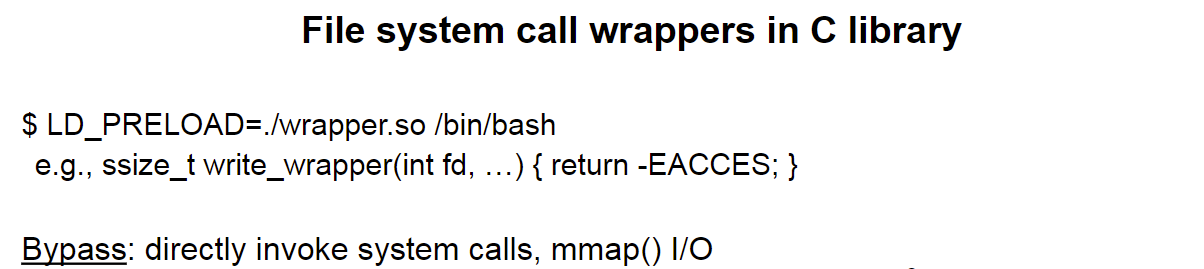 File system call wrappers in C library
$ LD_PRELOAD=./wrapper.so /bin/bash
e.g., ssize_t write_wrapper(int fd, …) { return -EACCES; }
Bypass: directly invoke system calls, mmap() I/O